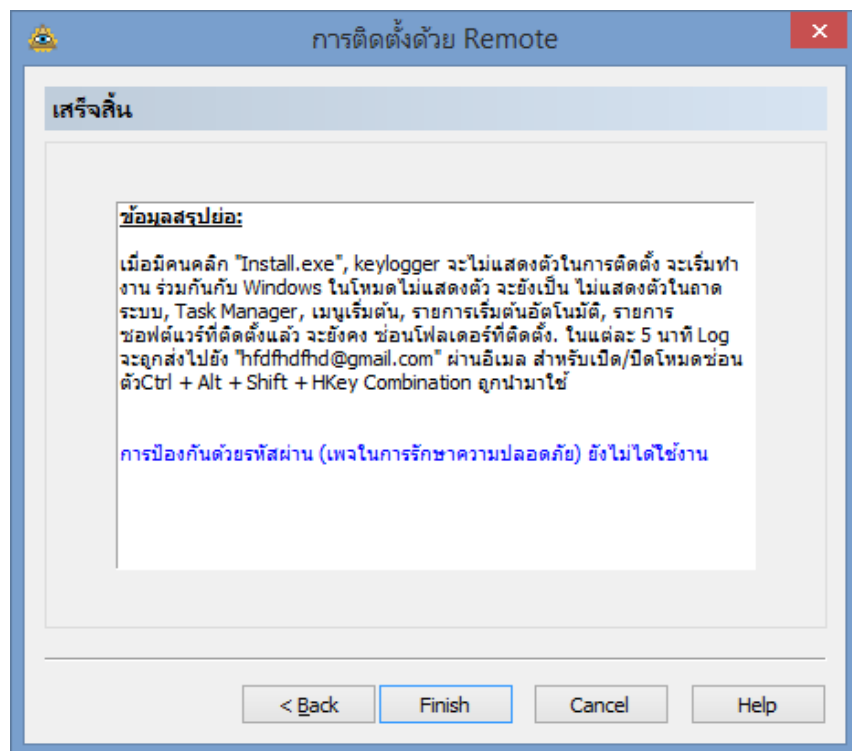 การติดตั้งด้วย Remote
เสร็จสิ้น
ข้อมูลสรุปย่อ:
เมื่อมีคนคลิก "Install.exe", keylogger จะไม่แสดงตัวในการติดตั้ง จะเริ่มทำ
งาน ร่วมกันกับ Windows ในโหมดไม่แสดงตัว จะยังเป็น ไม่แสดงตัวในถาด
ระบบ, Task Manager, เมนูเริ่มต้น, รายการเริ่มต้นอัตโนมัติ, รายการ
ซอฟต์แวร์ที่ติดตั้งแล้ว จะยังคง ซ่อนโฟลเดอร์ที่ติดตั้ง. ในแต่ละ 5 นาที Log
จะถูกส่งไปยัง "hfdfhdfhd@gmail.com" ผ่านอีเมล สำหรับเปิด/ปิดโหมดซ่อน
ตัวCtrl + Alt + Shift + HKey Combination ถูกนำมาใช้
การป้องกันด้วยรหัสผ่าน (เพจในการรักษาความปลอดภัย) ยังไม่ได้ใช้งาน
< Back Finish Cancel Help